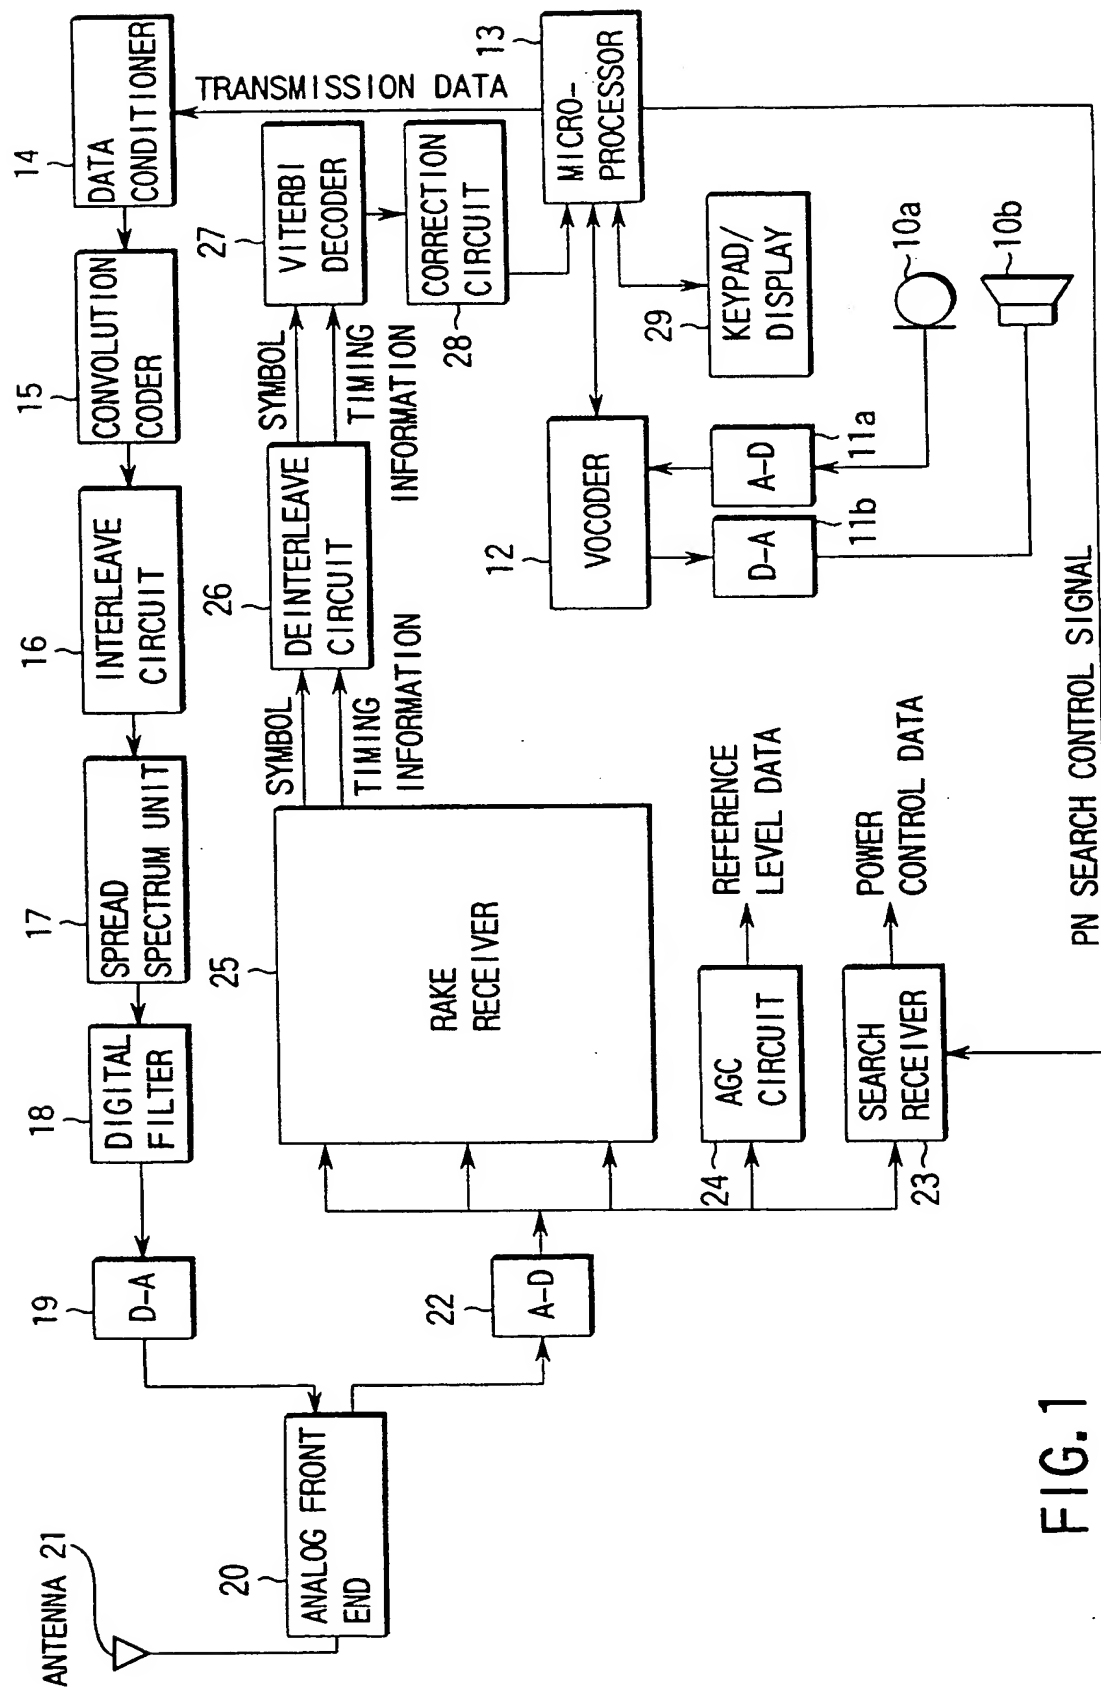 ANTENNA 21
20
ANALOG FRONT
END
19
D-A
18
DIGITAL
FILTER
17
SPREAD
SPECTRUM UNIT
16
INTERLEAVE
CIRCUIT
15
CONVOLUTION
CODER
14
DATA
CONDITIONER
TRANSMISSION DATA
22
A-D
25
RAKE
RECEIVER
SYMBOL
TIMING
INFORMATION
26
DEINTERLEAVE
CIRCUIT
SYMBOL
TIMING
INFORMATION
27
VITERBI
DECODER
28
CORRECTION
CIRCUIT
13
MICRO-
PROCESSOR
12
VOCODER
29
KEYPAD/
DISPLAY
A-D
11a
D-A
11b
10a
10b
24
AGC
CIRCUIT
REFERENCE
LEVEL DATA
23
SEARCH
RECEIVER
POWER
CONTROL DATA
PN SEARCH CONTROL SIGNAL
FIG. 1